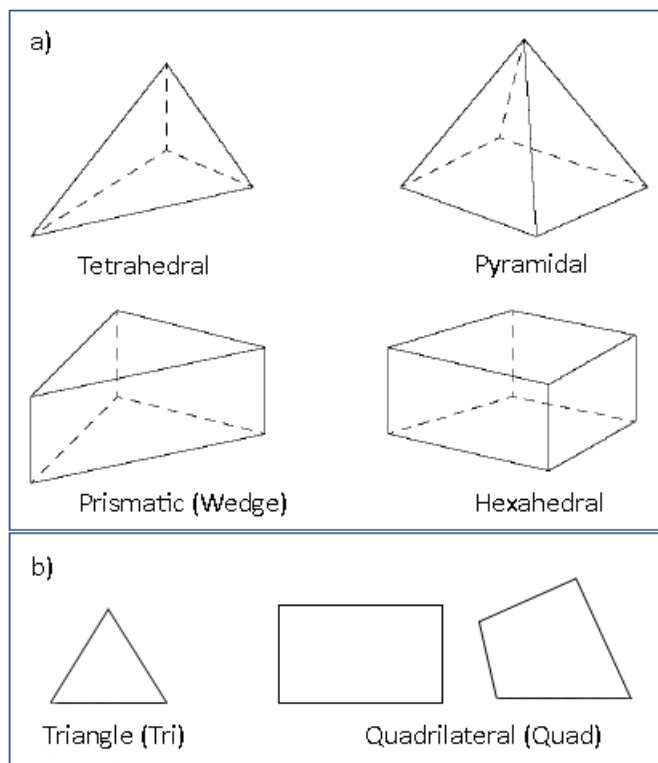 a)
Tetrahedral
Pyramidal
Prismatic (Wedge)
Hexahedral
b)
Triangle (Tri)
Quadrilateral (Quad)